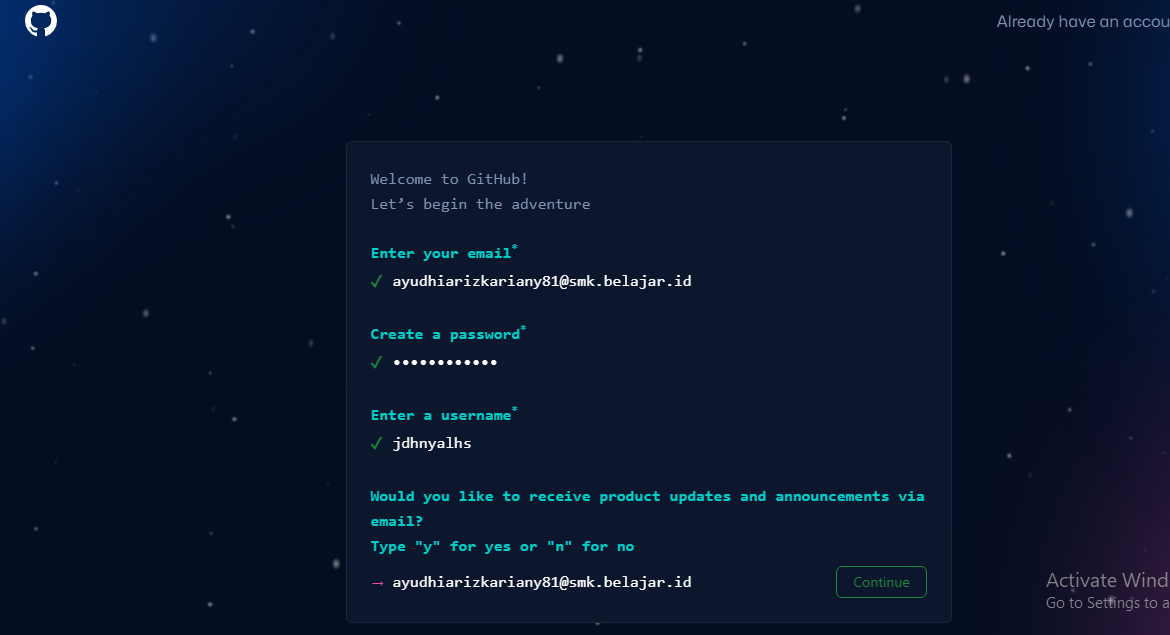 Already have an accou
Welcome to GitHub!
Let’s begin the adventure
Enter your email*
✓ ayudhiarizkariany81@smk.belajar.id
Create a password*
✓ ••••••••••••
Enter a username*
✓ jdhnyalhs
Would you like to receive product updates and announcements via
email?
Type "y" for yes or "n" for no
→ ayudhiarizkariany81@smk.belajar.id
Continue
Activate Wind
Go to Settings to a